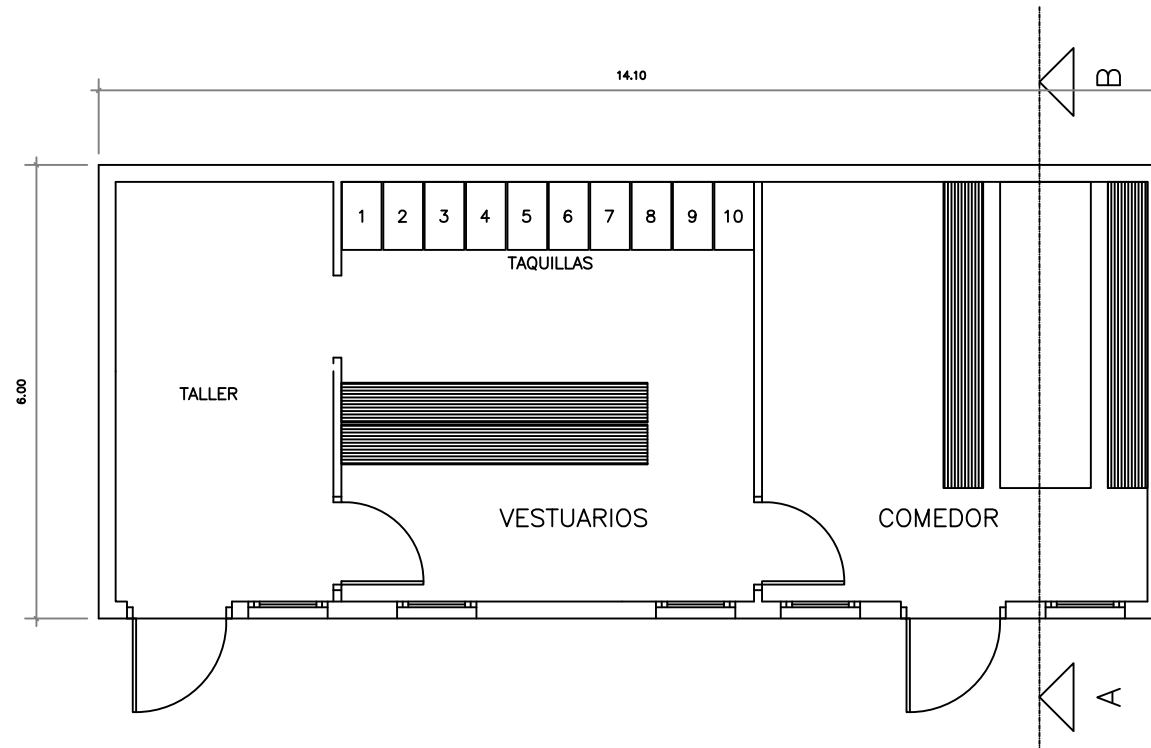 14.10
B
1 2 3 4 5 6 7 8 9 10
TAQUILLAS
6.00
TALLER
VESTUARIOS
COMEDOR
A